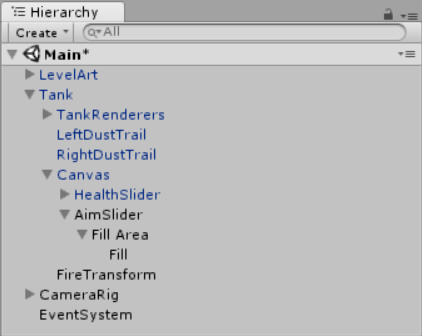 Hierarchy
Create All
Main*
LevelArt
Tank
TankRenderers
LeftDustTrail
RightDustTrail
Canvas
HealthSlider
AimSlider
Fill Area
Fill
FireTransform
CameraRig
EventSystem